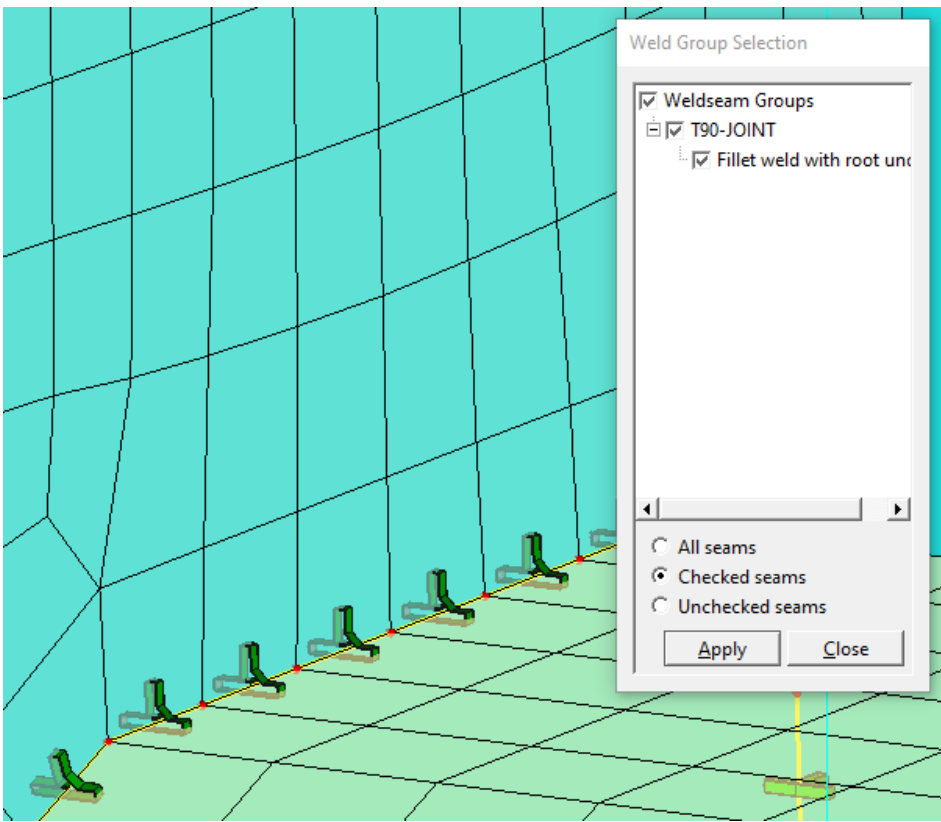 Weld Group Selection
Weldseam Groups
T90-JOINT
Fillet weld with root
All seams
Checked seams
Unchecked seams
Apply
Close